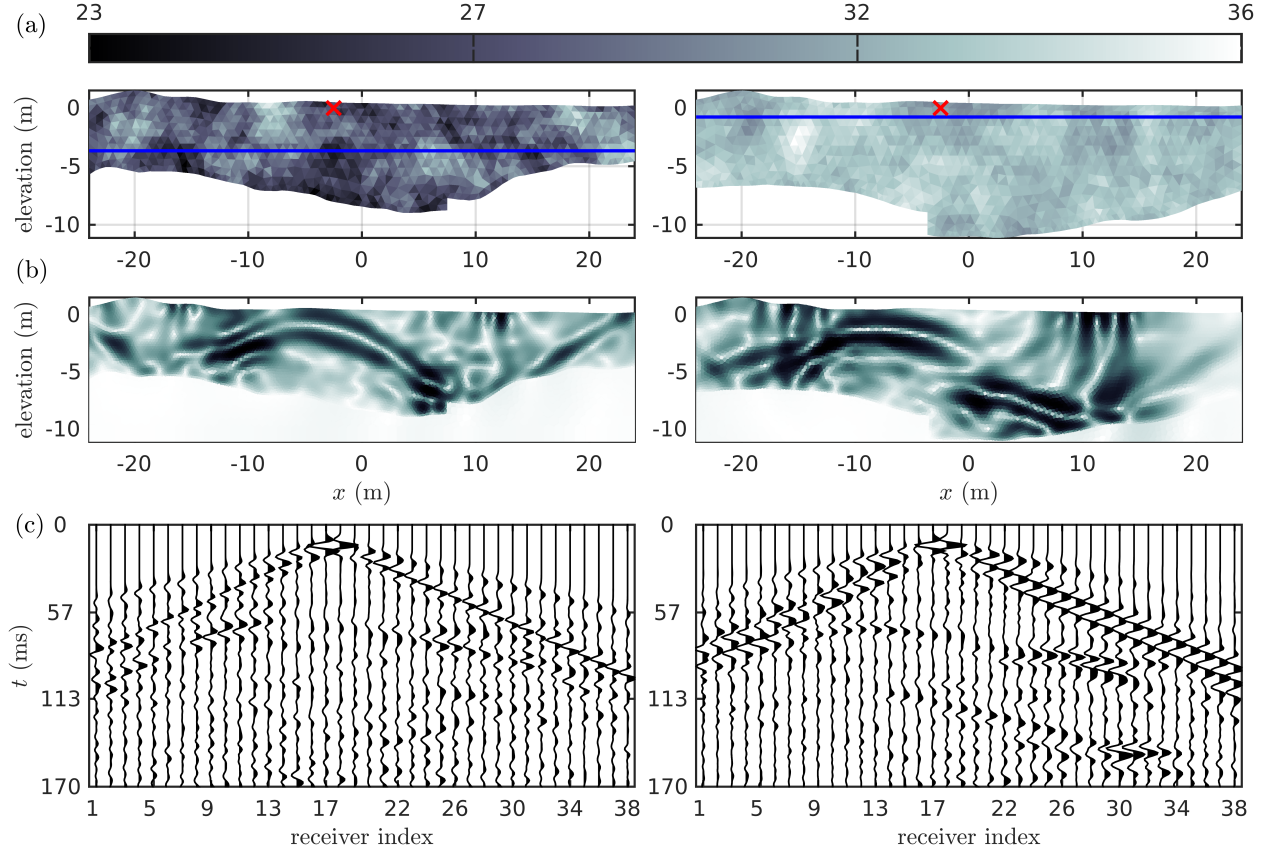 (a)
23 27 32 36
elevation (m)
0 -5 -10
-20 -10 0 10 20
0 -5 -10
-20 -10 0 10 20
(b)
elevation (m)
0 -5 -10
-20 -10 0 10 20
x (m)
0 -5 -10
-20 -10 0 10 20
x (m)
(c)
t (ms)
0 57 113 170
1 5 9 13 17 22 26 30 34 38
receiver index
0 57 113 170
1 5 9 13 17 22 26 30 34 38
receiver index